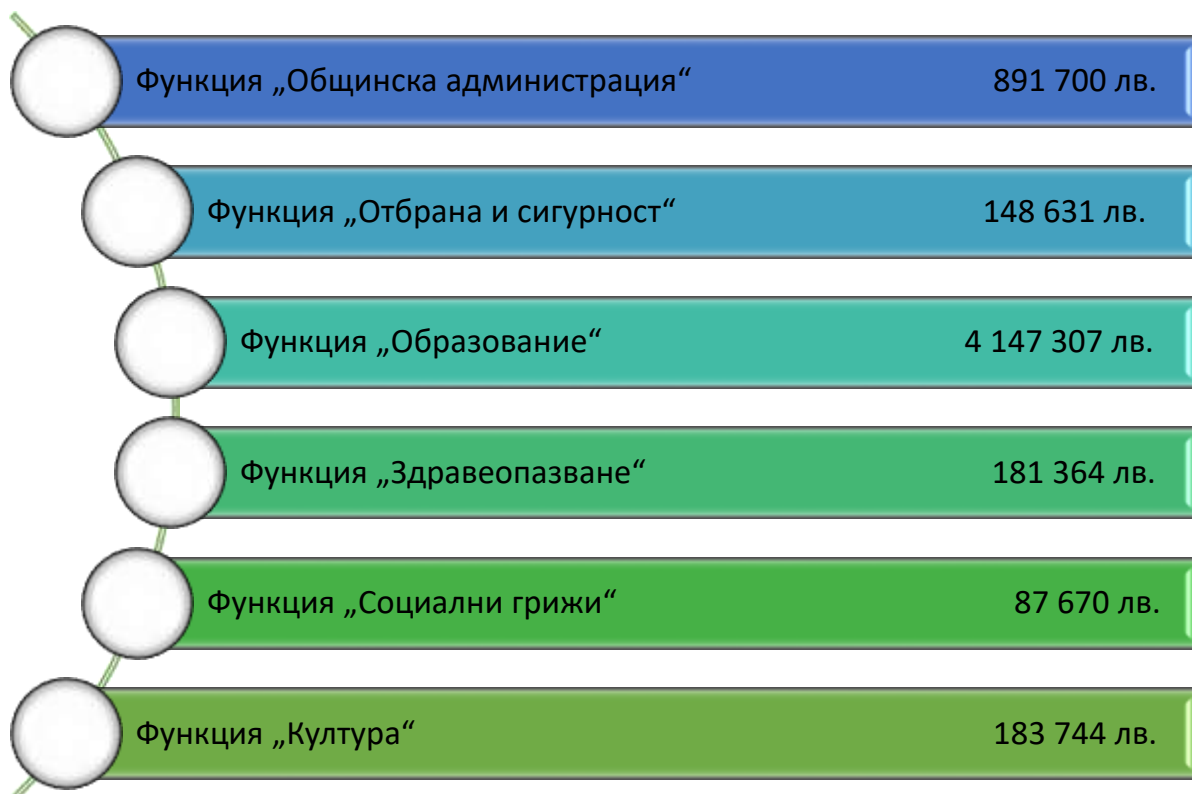 Функция „Общинска администрация“ 891 700 лв.
Функция „Отбрана и сигурност“ 148 631 лв.
Функция „Образование“ 4 147 307 лв.
Функция „Здравеопазване“ 181 364 лв.
Функция „Социални грижи“ 87 670 лв.
Функция „Култура“ 183 744 лв.